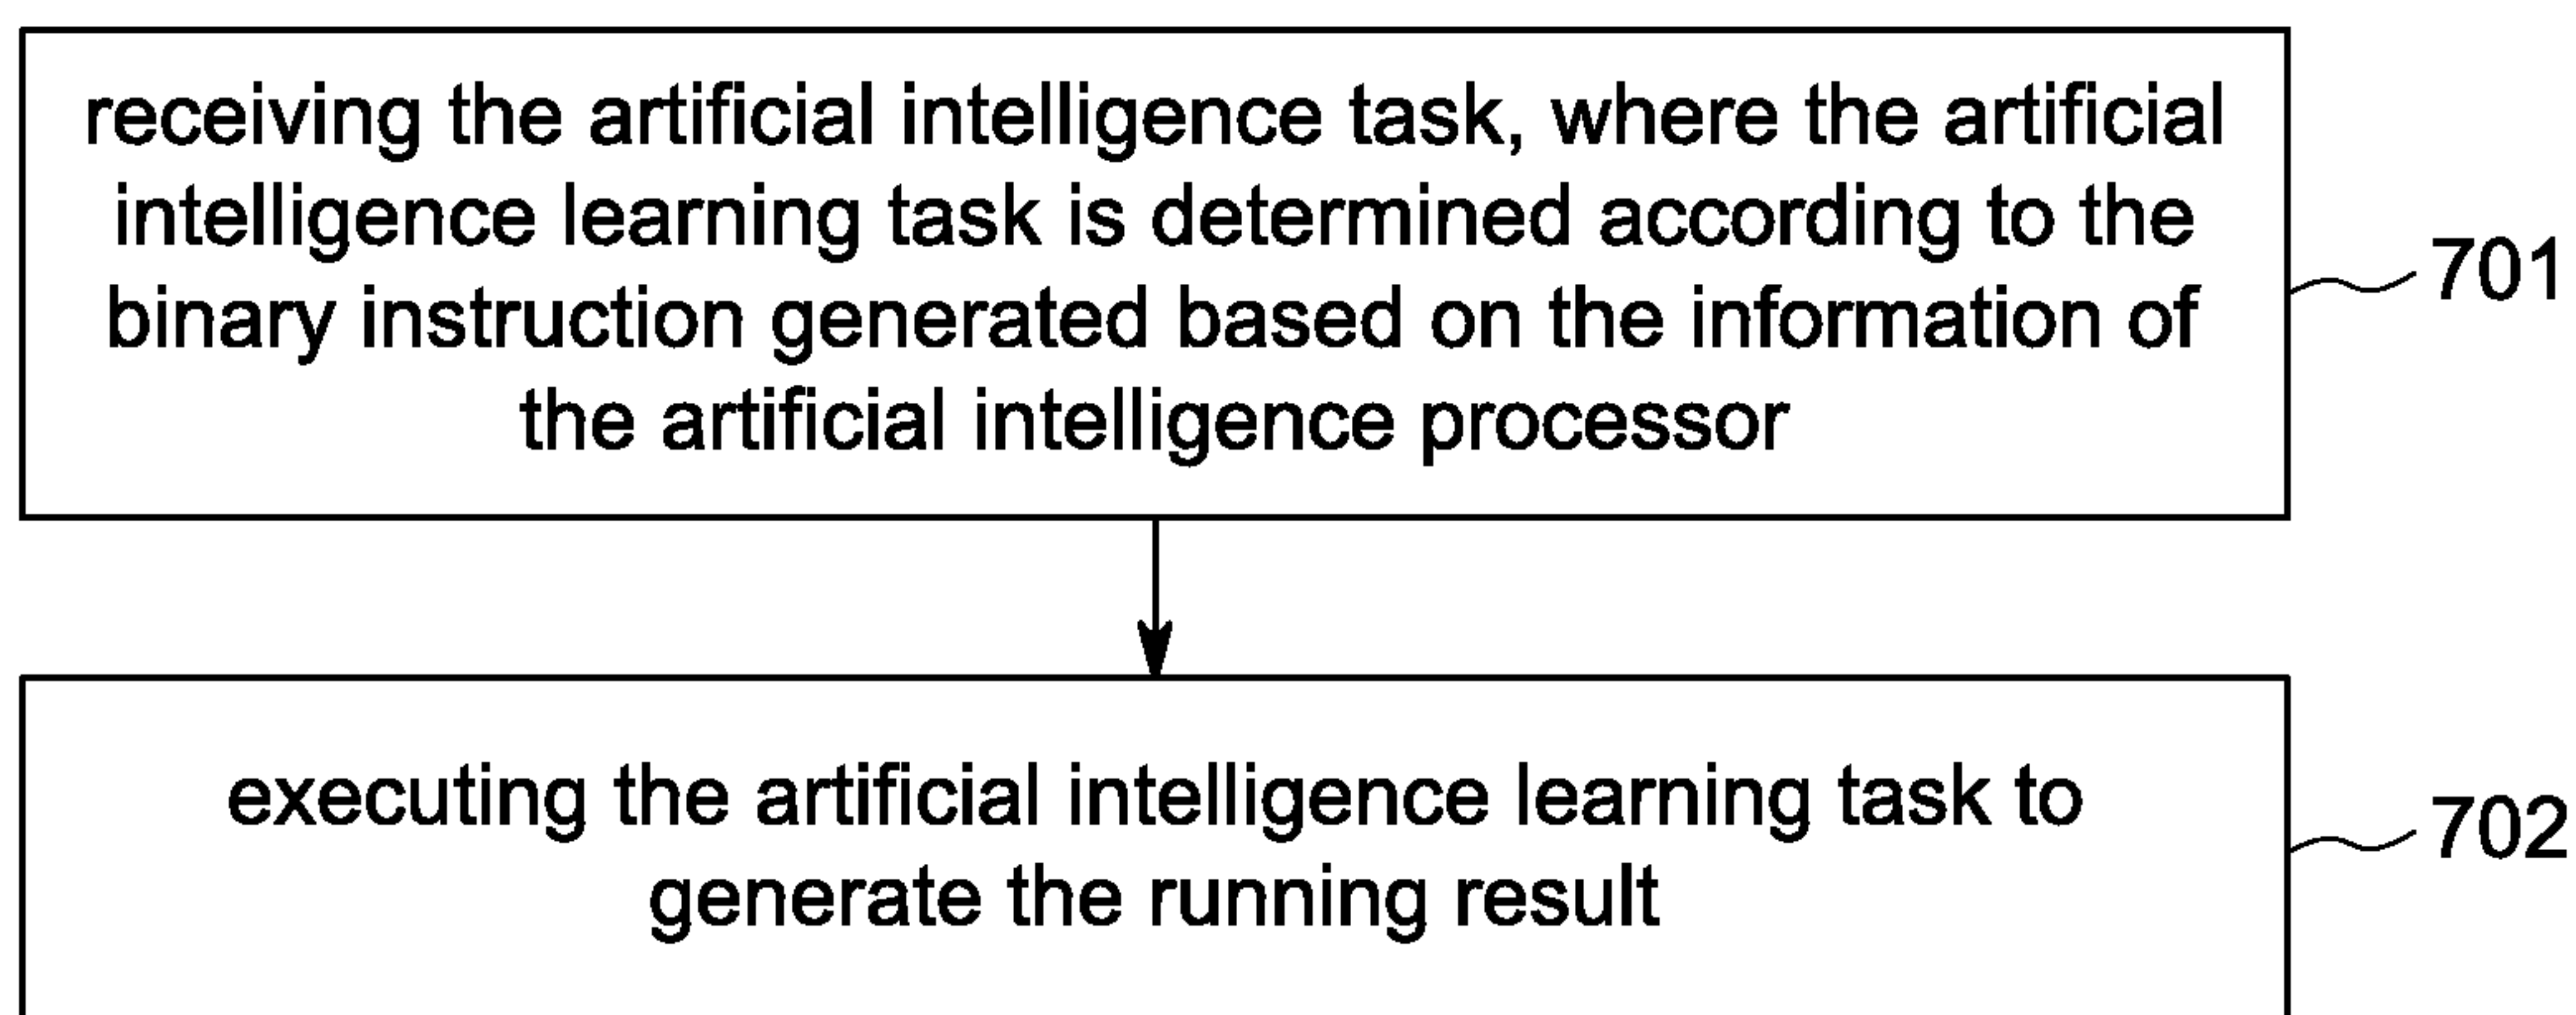 receiving the artificial intelligence task, where the artificial
intelligence learning task is determined according to the
binary instruction generated based on the information of
the artificial intelligence processor
701
executing the artificial intelligence learning task to
generate the running result
702